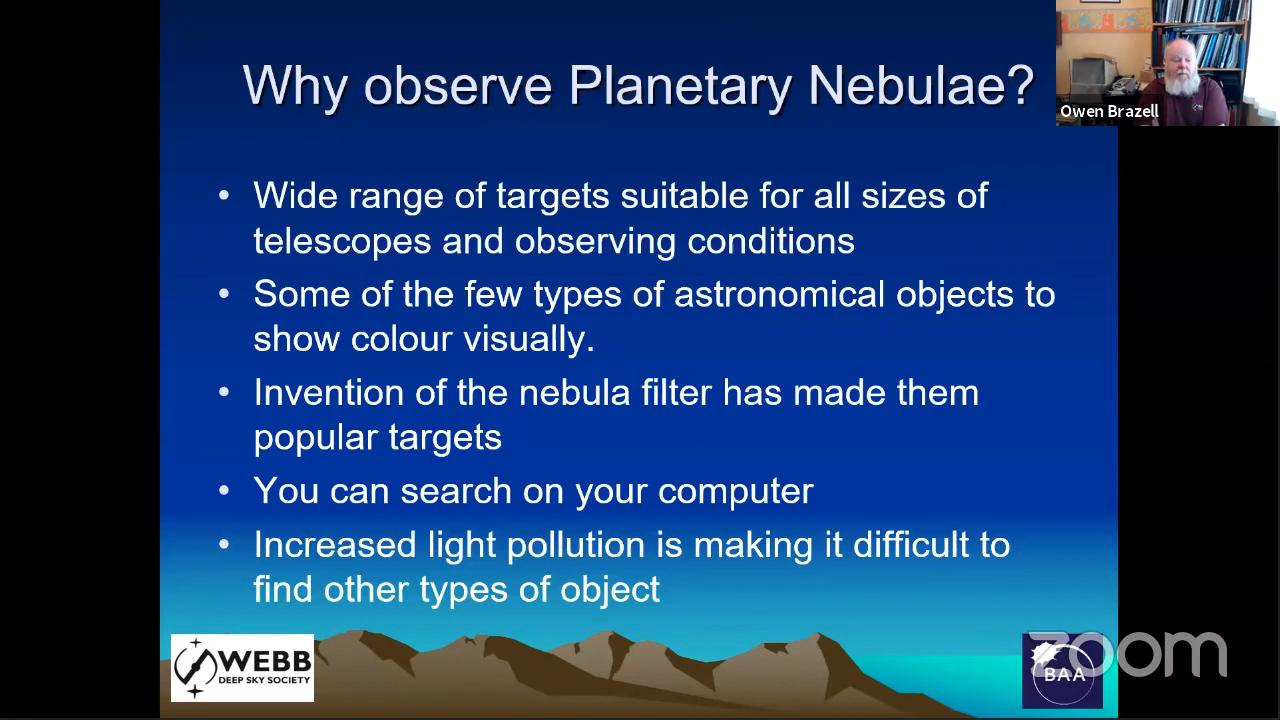 Why observe Planetary Nebulae?
Owen Brazell
• Wide range of targets suitable for all sizes of
telescopes and observing conditions
• Some of the few types of astronomical objects to
show colour visually.
• Invention of the nebula filter has made them
popular targets
• You can search on your computer
• Increased light pollution is making it difficult to
find other types of object
WEBB
DEEP SKY SOCIETY
BAA
zoom